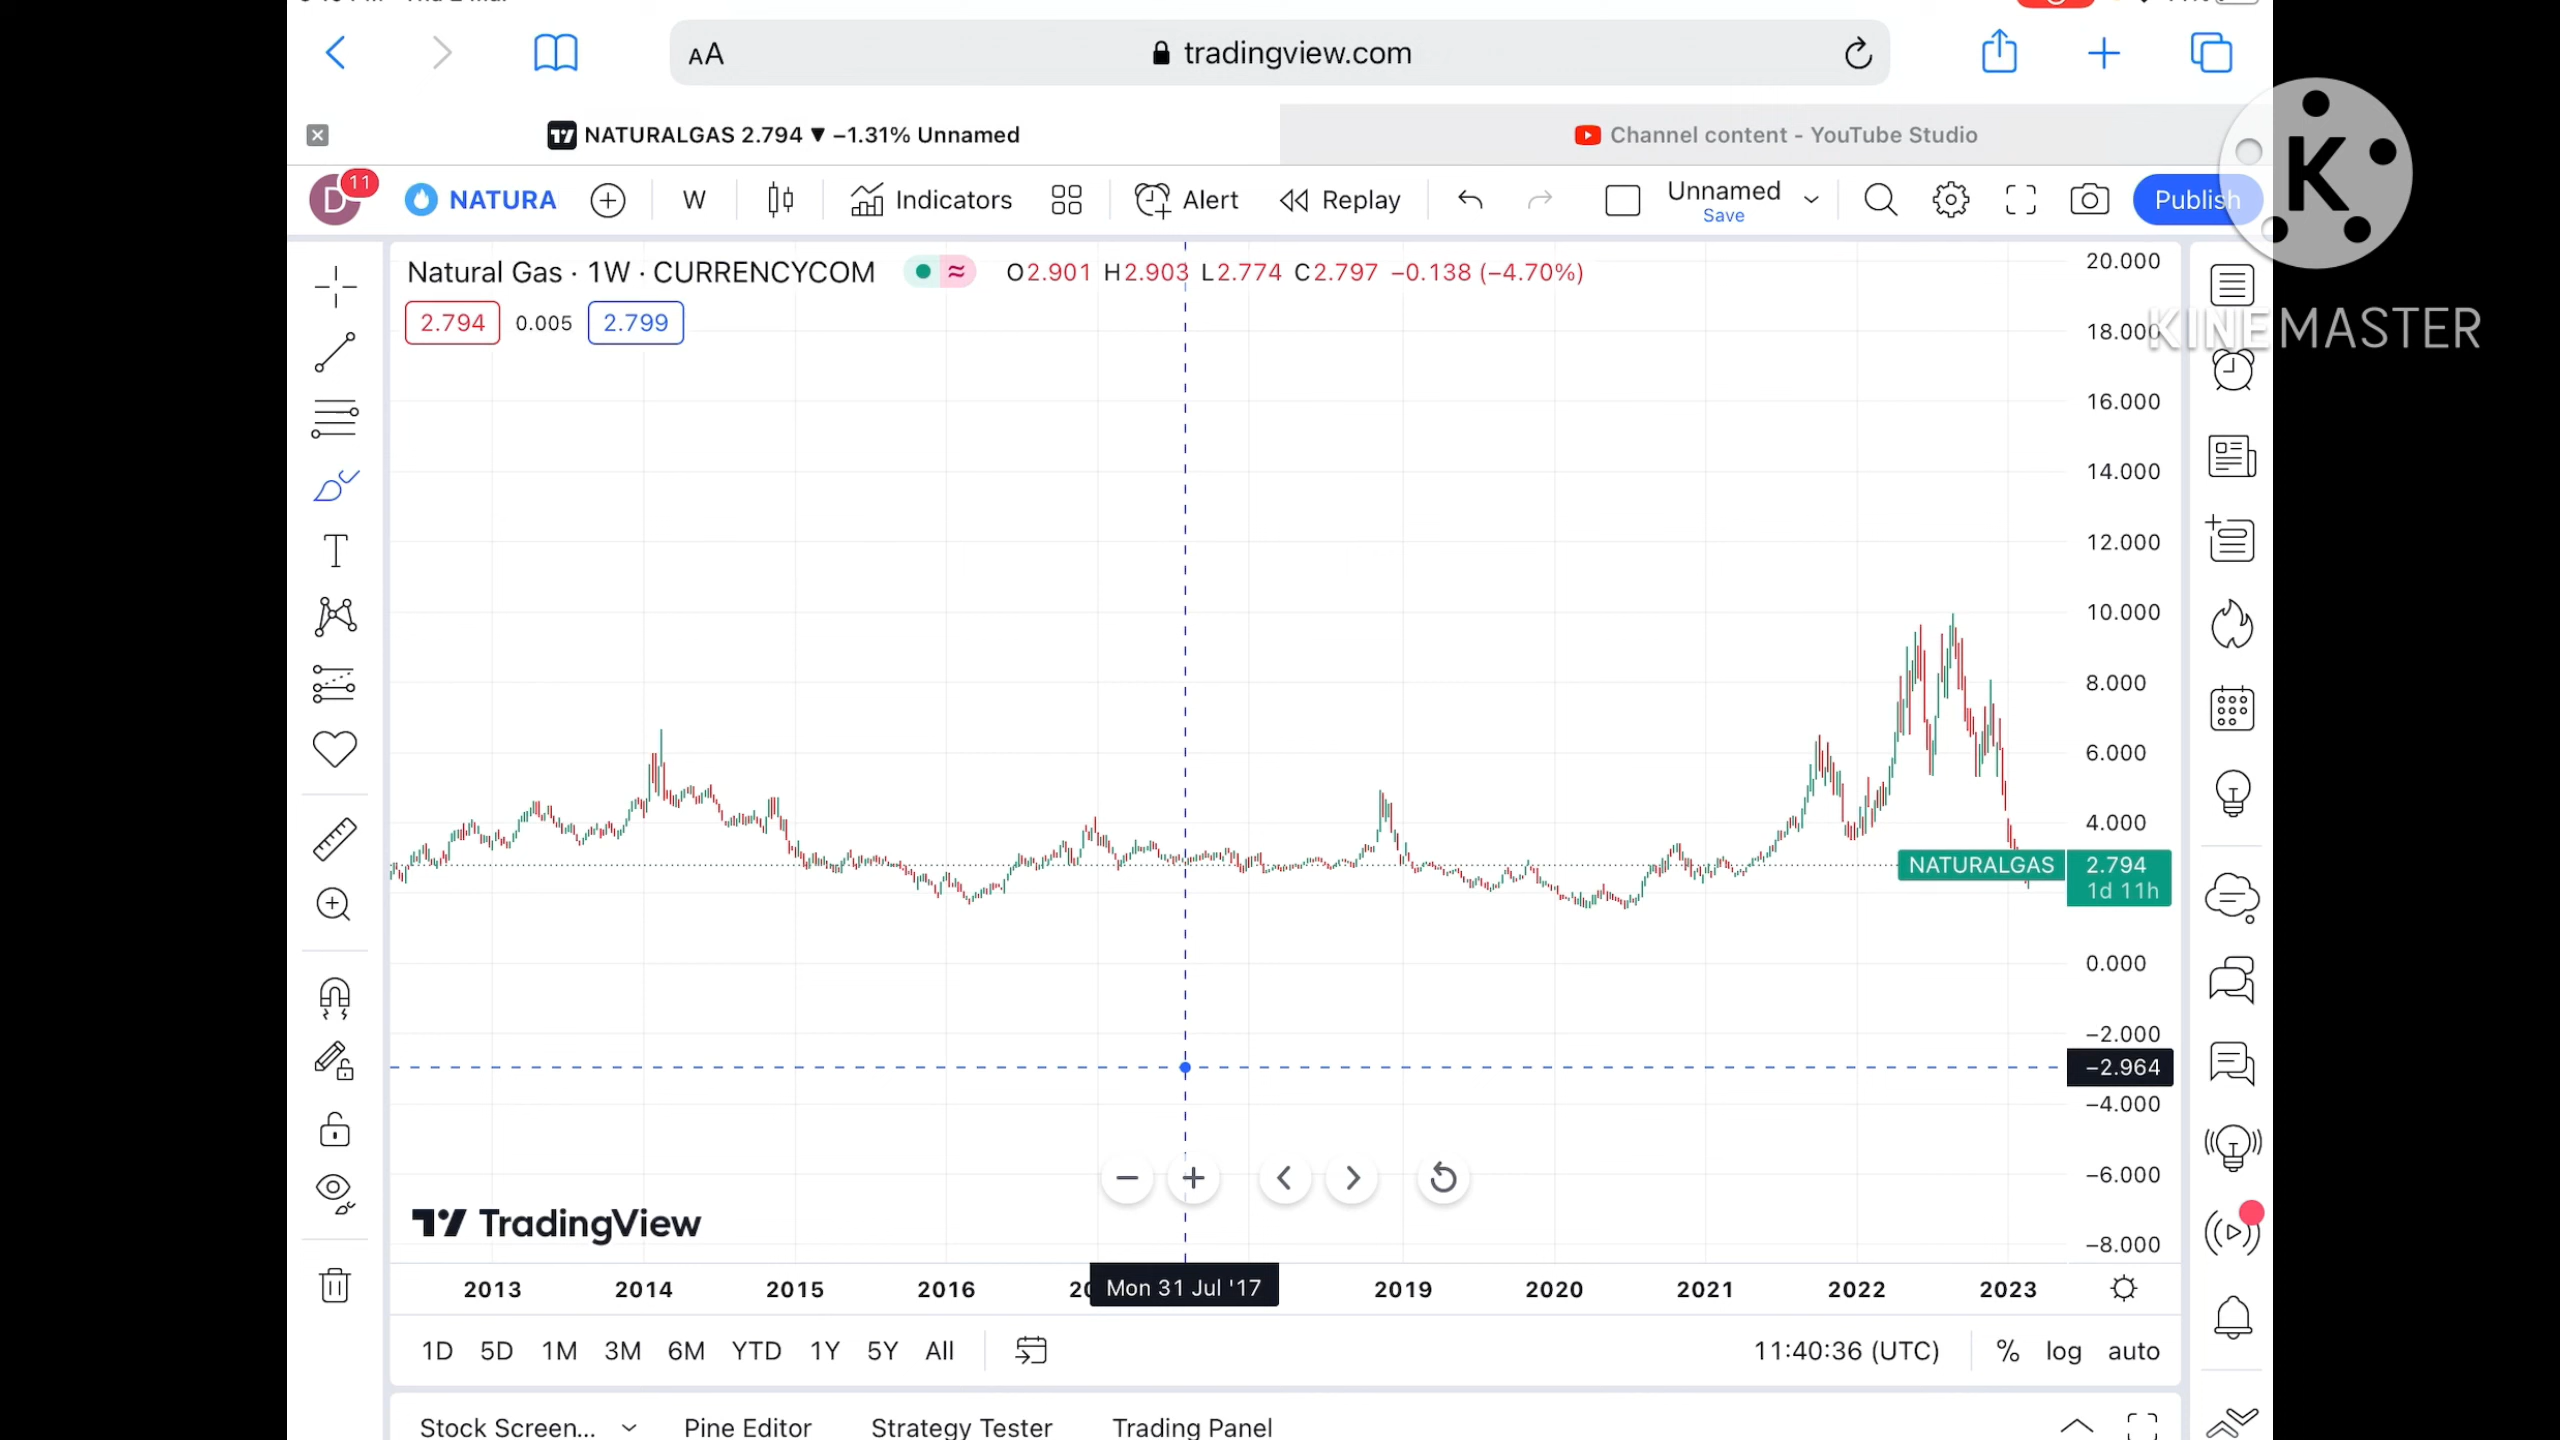 AA tradingview.com
NATURALGAS 2.794 ▼ −1.31% Unnamed
Channel content - YouTube Studio
D 11 NATURA W Indicators Alert Replay Unnamed Save Publish
K
KINEMASTER
Natural Gas · 1W · CURRENCYCOM O2.901 H2.903 L2.774 C2.797 −0.138 (−4.70%)
2.794 0.005 2.799
20.000
18.000
16.000
14.000
12.000
10.000
8.000
6.000
4.000
NATURALGAS 2.794
1d 11h
0.000
−2.000
−2.964
−4.000
−6.000
−8.000
TradingView
2013 2014 2015 2016 Mon 31 Jul '17 2019 2020 2021 2022 2023
1D 5D 1M 3M 6M YTD 1Y 5Y All 11:40:36 (UTC) % log auto
Stock Screen... Pine Editor Strategy Tester Trading Panel